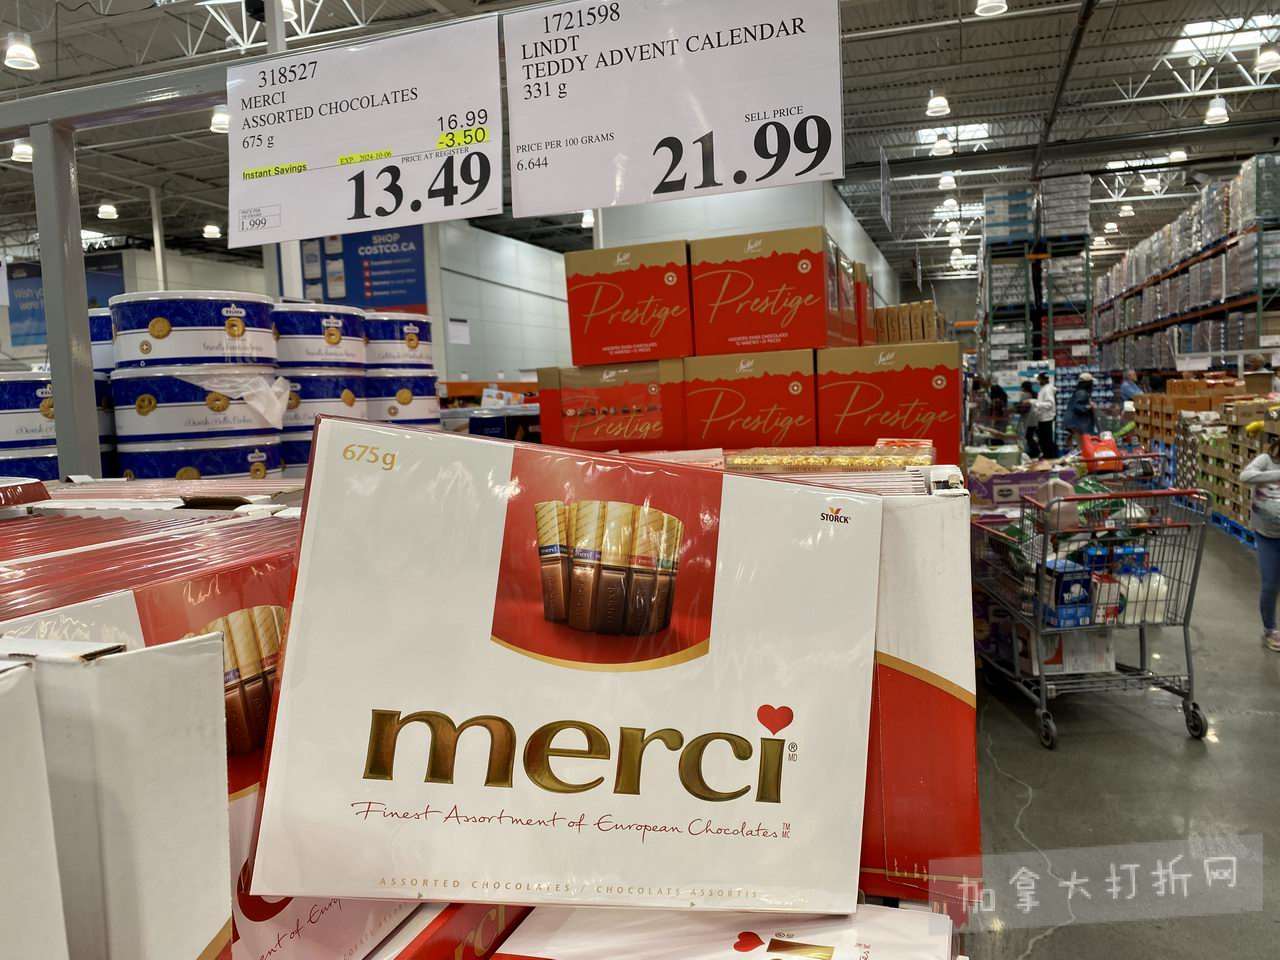 318527
MERCI
ASSORTED CHOCOLATES
675 g
16.99
-3.50
Instant Savings
EXP. 2024-10-06
PRICE AT REGISTER
13.49
1.999
1721598
LINDT
TEDDY ADVENT CALENDAR
331 g
SELL PRICE
PRICE PER 100 GRAMS
6.644
21.99
SHOP
COSTCO.CA
Prestige
Prestige
Prestige
Prestige
Prestige
675g
STORCK
merci
® MD
Finest Assortment of European Chocolates TM MC
ASSORTED CHOCOLATES / CHOCOLATS ASSORTIS
加拿大打折网